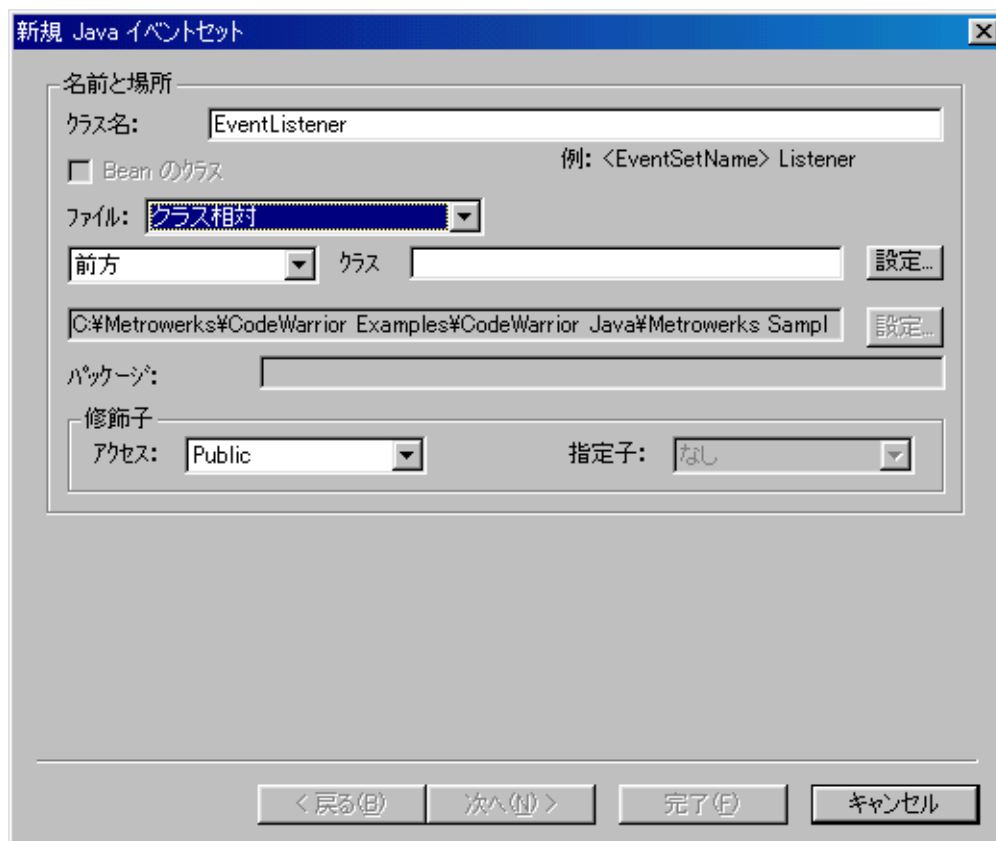 新規 Java イベントセット
名前と場所
クラス名: EventListener
Bean のクラス 例: <EventSetName> Listener
ファイル: クラス相対
前方 クラス 設定...
C:¥Metrowerks¥CodeWarrior Examples¥CodeWarrior Java¥Metrowerks Sampl 設定...
パッケージ:
修飾子
アクセス: Public 指定子: なし
< 戻る(B) 次へ(N) > 完了(F) キャンセル